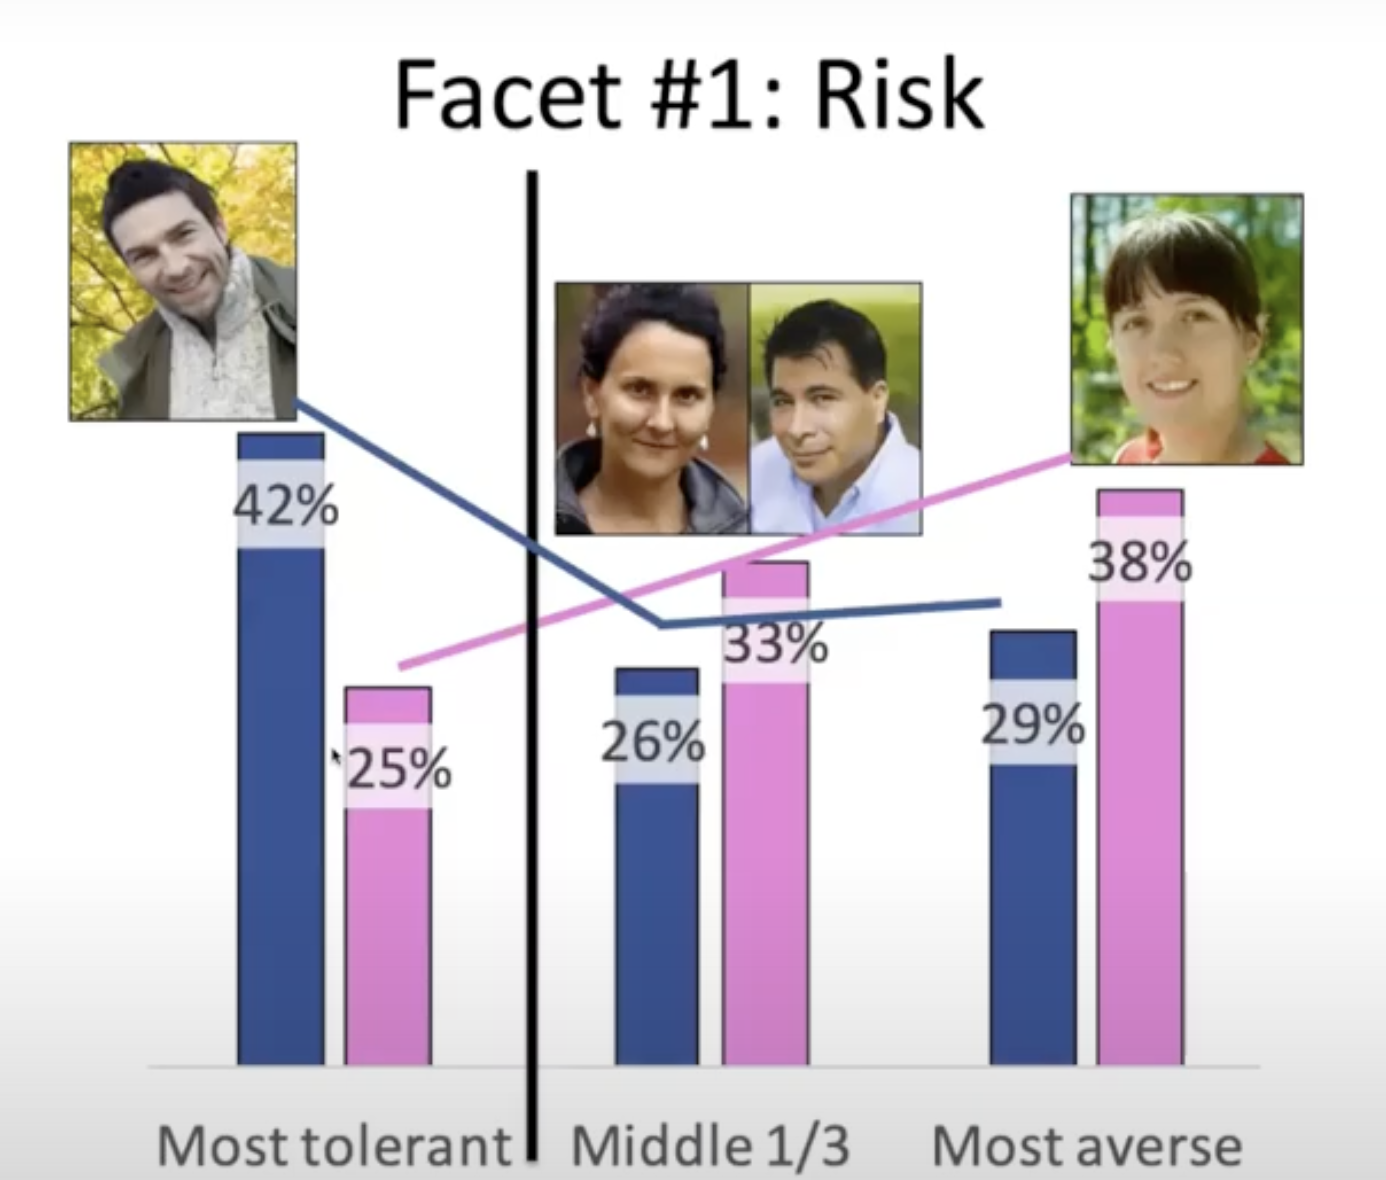 Facet #1: Risk
42%
25%
26%
33%
29%
38%
Most tolerant
Middle 1/3
Most averse